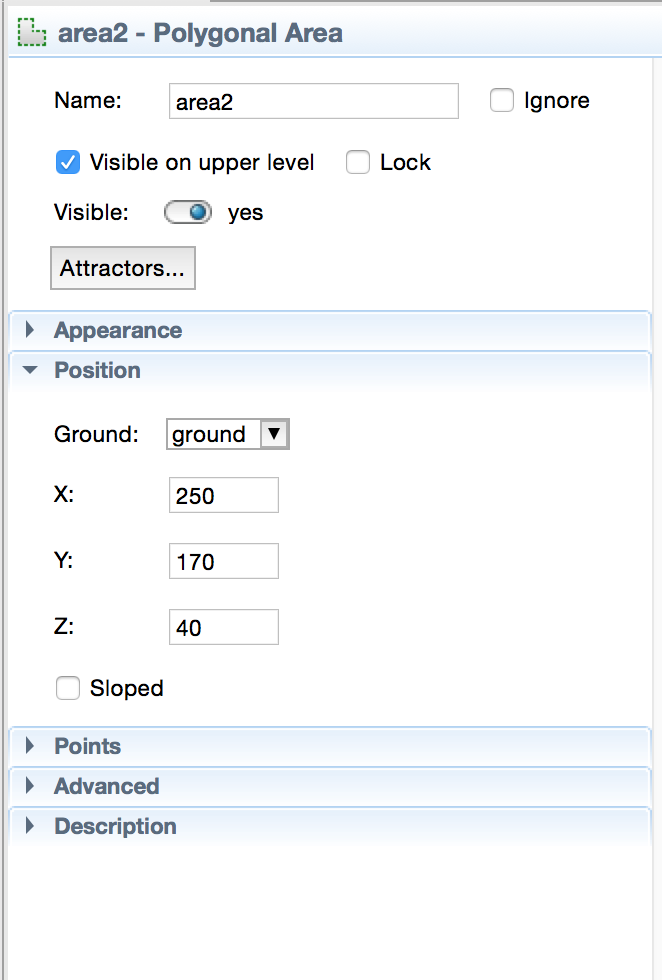 area2 - Polygonal Area
Name: area2 Ignore
Visible on upper level Lock
Visible: yes
Attractors...
Appearance
Position
Ground: ground
X: 250
Y: 170
Z: 40
Sloped
Points
Advanced
Description